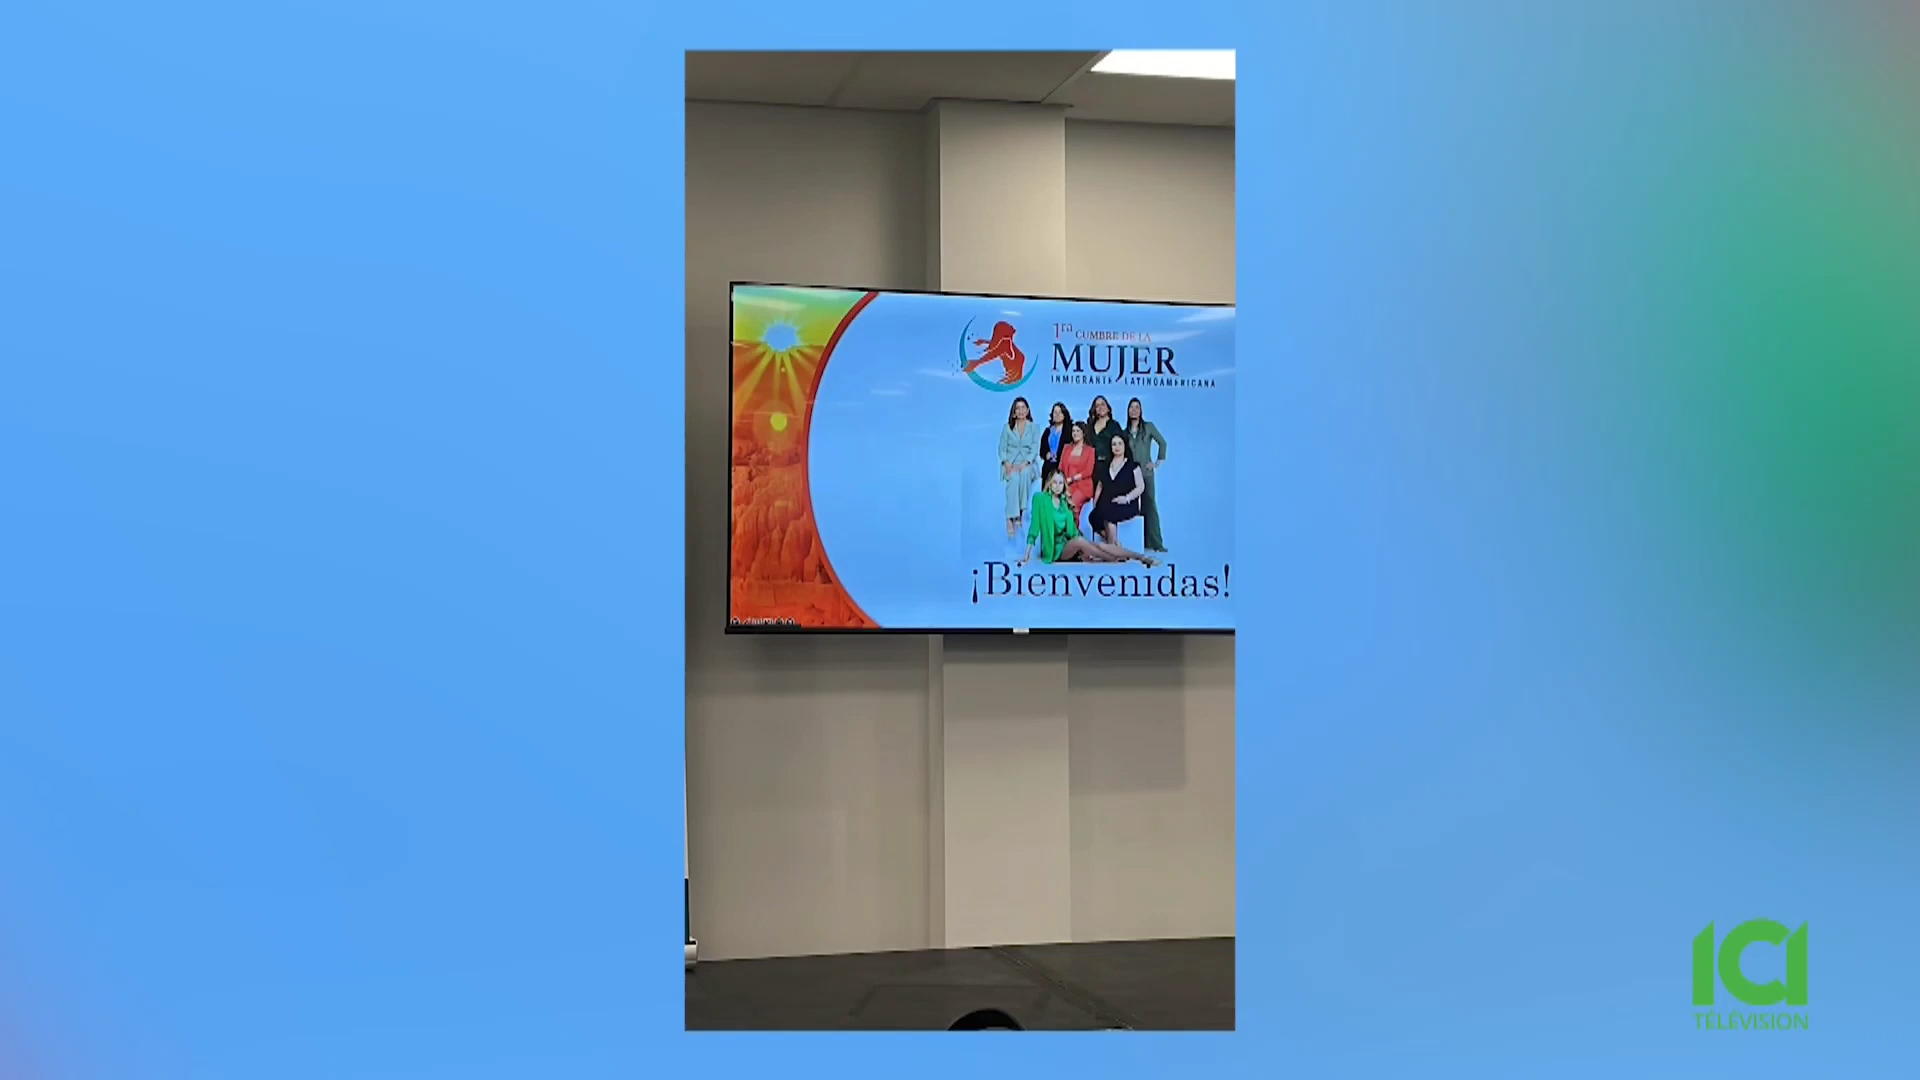 1ra CUMBRE DE LA
MUJER
INMIGRANTE LATINOAMERICANA
¡Bienvenidas!
ICI
TÉLÉVISION